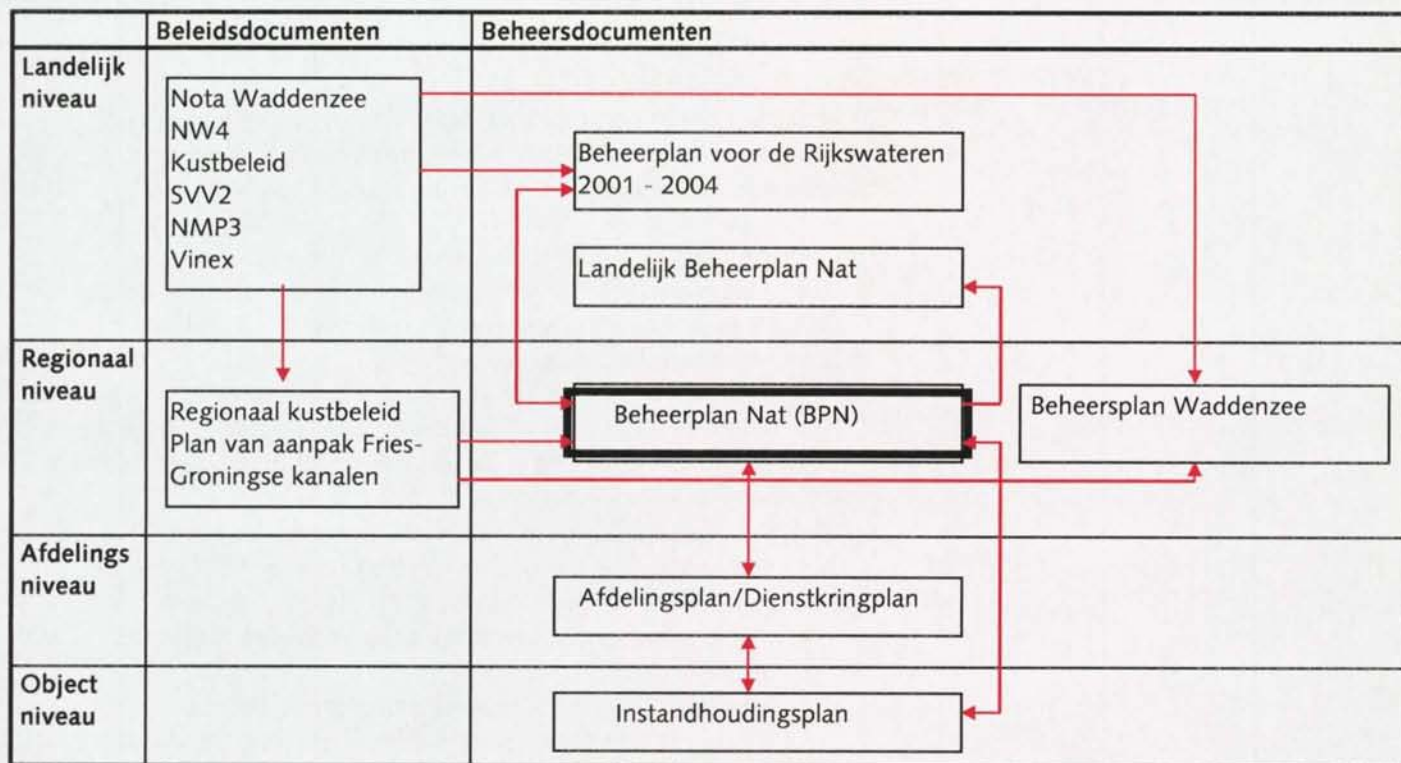 Beleidsdocumenten
Beheersdocumenten
Landelijk
niveau
Nota Waddenzee
NW4
Kustbeleid
SVV2
NMP3
Vinex
Beheerplan voor de Rijkswateren
2001 - 2004
Landelijk Beheerplan Nat
Regionaal
niveau
Regionaal kustbeleid
Plan van aanpak Fries-
Groningse kanalen
Beheerplan Nat (BPN)
Beheersplan Waddenzee
Afdelings
niveau
Afdelingsplan/Dienstkringplan
Object
niveau
Instandhoudingsplan